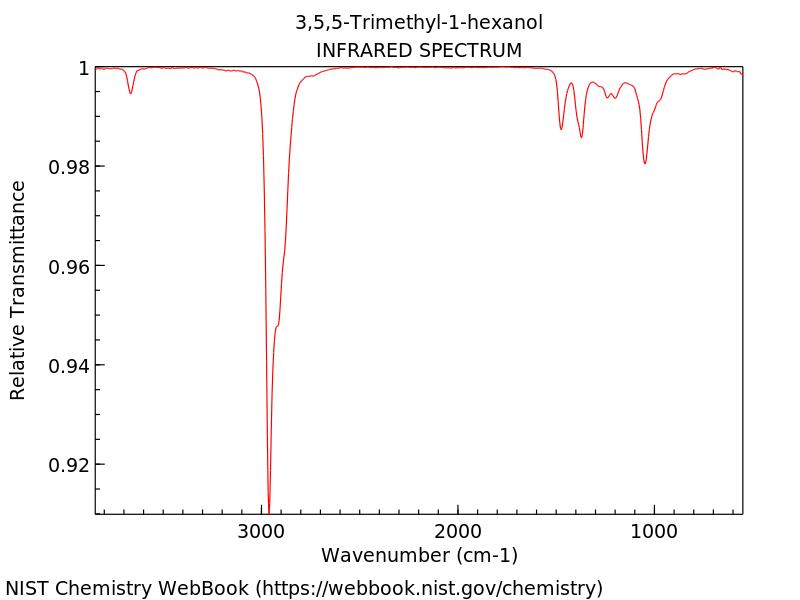 3,5,5-Trimethyl-1-hexanol
INFRARED SPECTRUM
1
0.98
0.96
0.94
0.92
Relative Transmittance
3000 2000 1000
Wavenumber (cm-1)
NIST Chemistry WebBook (https://webbook.nist.gov/chemistry)